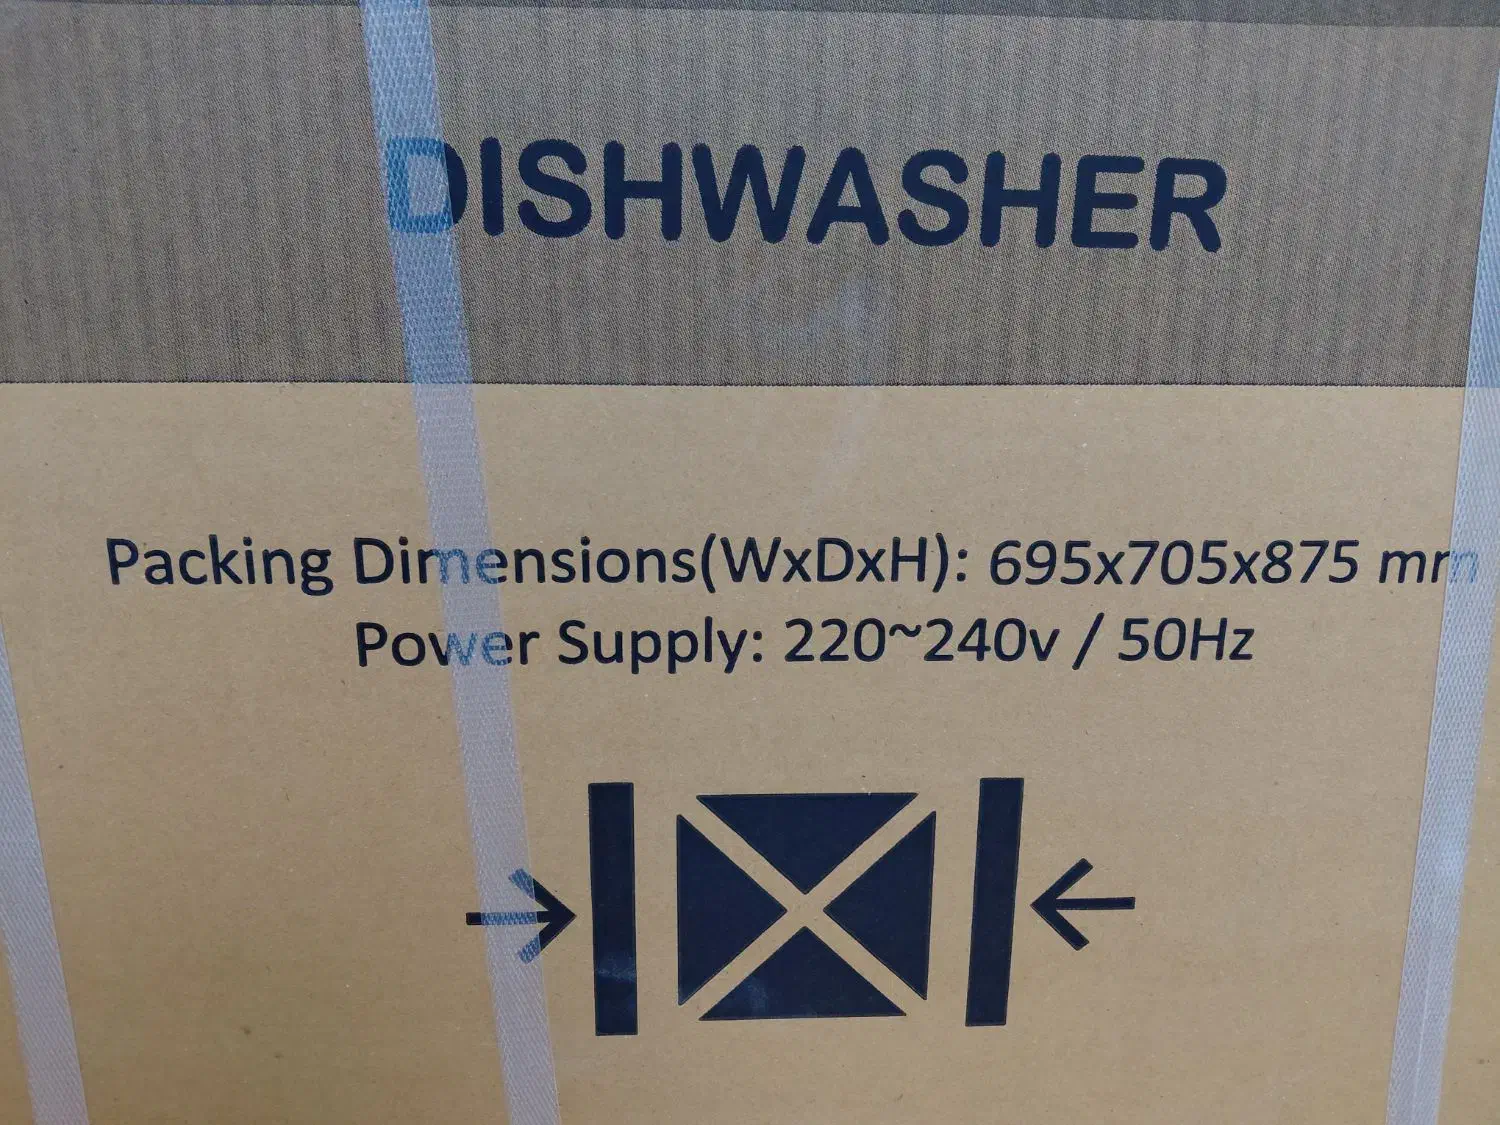 DISHWASHER
Packing Dimensions(WxDxH): 695x705x875 mm
Power Supply: 220~240v / 50Hz